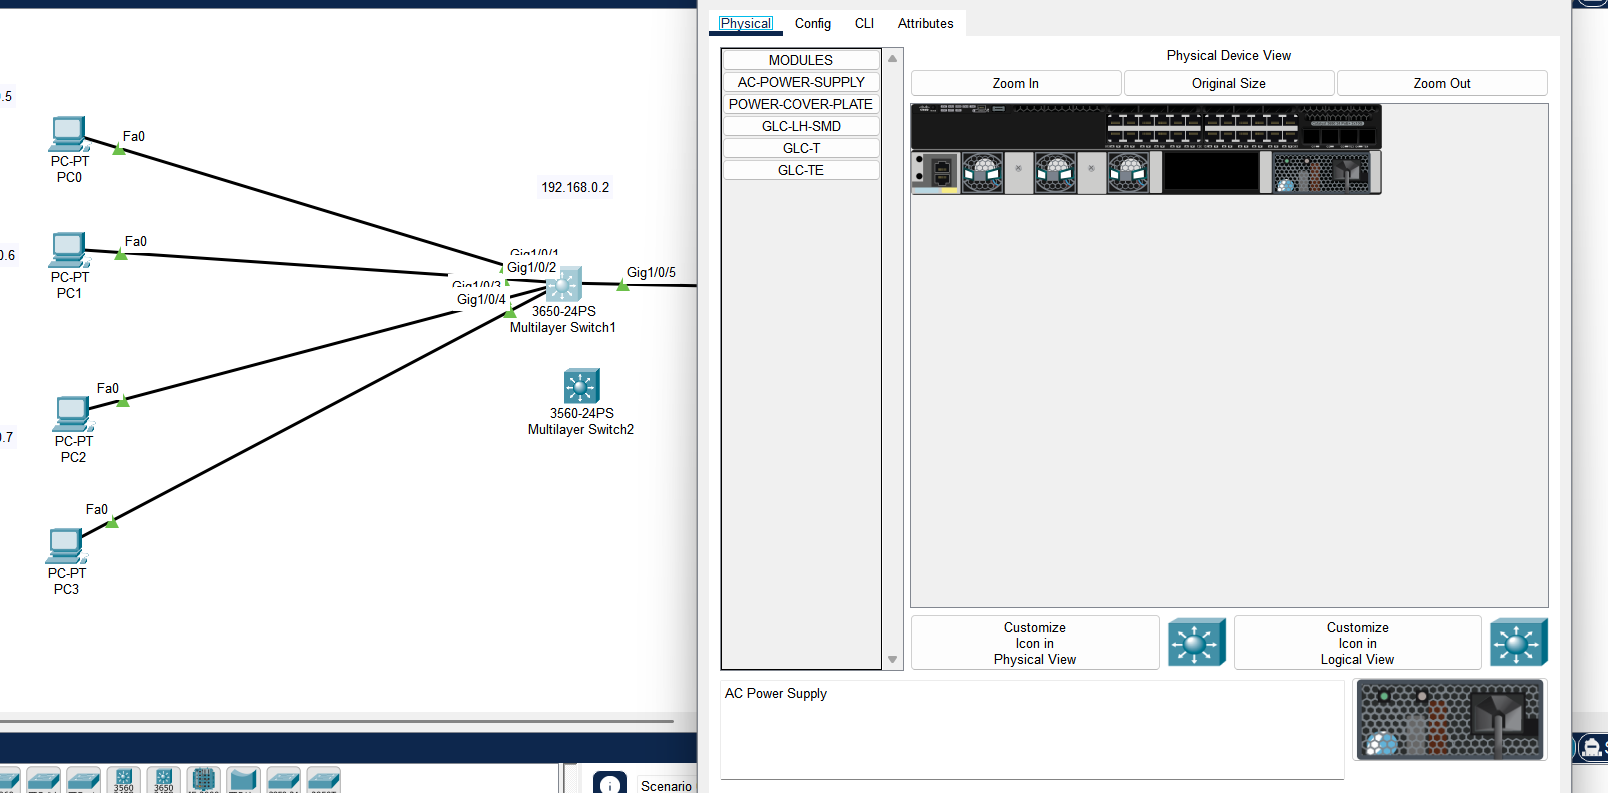 .5
Fa0
PC-PT
PC0
192.168.0.2
Fa0
0.6
PC-PT
PC1
Gig1/0/1
Gig1/0/2
Gig1/0/3
Gig1/0/4
Gig1/0/5
3650-24PS
Multilayer Switch1
Fa0
3560-24PS
Multilayer Switch2
0.7
PC-PT
PC2
Fa0
PC-PT
PC3
3560
3650
Scenario
Physical
Config
CLI
Attributes
MODULES
AC-POWER-SUPPLY
POWER-COVER-PLATE
GLC-LH-SMD
GLC-T
GLC-TE
Physical Device View
Zoom In
Original Size
Zoom Out
Customize
Icon in
Physical View
Customize
Icon in
Logical View
AC Power Supply